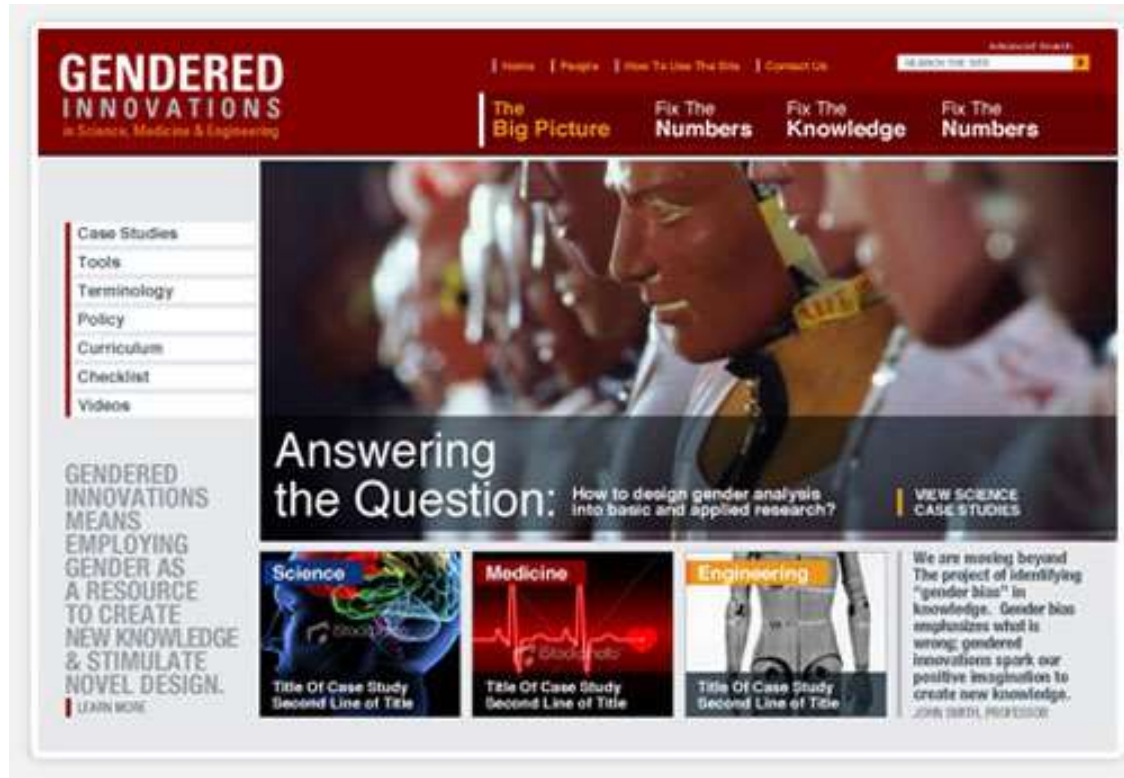 GENDERED
INNOVATIONS
in Science, Medicine & Engineering
Home
People
How To Use The Site
Contact Us
Advanced Search
SEARCH THE SITE
The
Big Picture
Fix The
Numbers
Fix The
Knowledge
Fix The
Numbers
Case Studies
Tools
Terminology
Policy
Curriculum
Checklist
Videos
GENDERED
INNOVATIONS
MEANS
EMPLOYING
GENDER AS
A RESOURCE
TO CREATE
NEW KNOWLEDGE
& STIMULATE
NOVEL DESIGN.
LEARN MORE
Answering
the Question:
How to design gender analysis
into basic and applied research?
VIEW SCIENCE
CASE STUDIES
Science
iStockphoto
Title Of Case Study
Second Line of Title
Medicine
iStockphoto
Title Of Case Study
Second Line of Title
Engineering
Title Of Case Study
Second Line of Title
We are moving beyond
The project of identifying
"gender bias" in
knowledge. Gender bias
emphasizes what is
wrong; gendered
innovations spark our
positive imagination to
create new knowledge.
JOHN SMITH, PROFESSOR